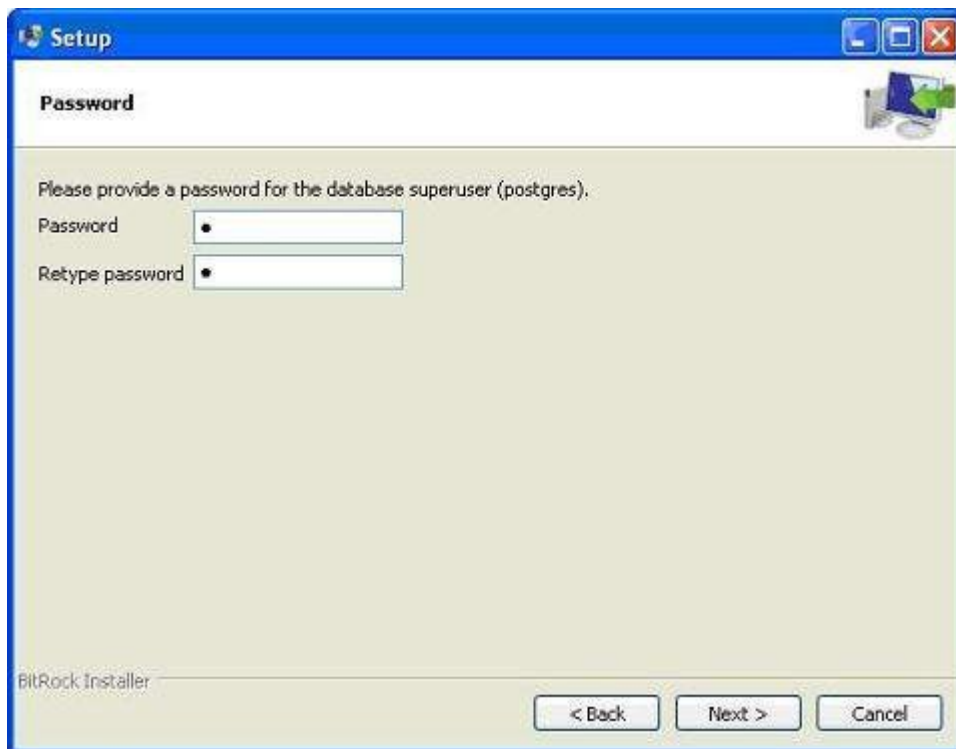 Setup
Password
Please provide a password for the database superuser (postgres).
Password ●
Retype password ●
BitRock Installer
< Back Next > Cancel